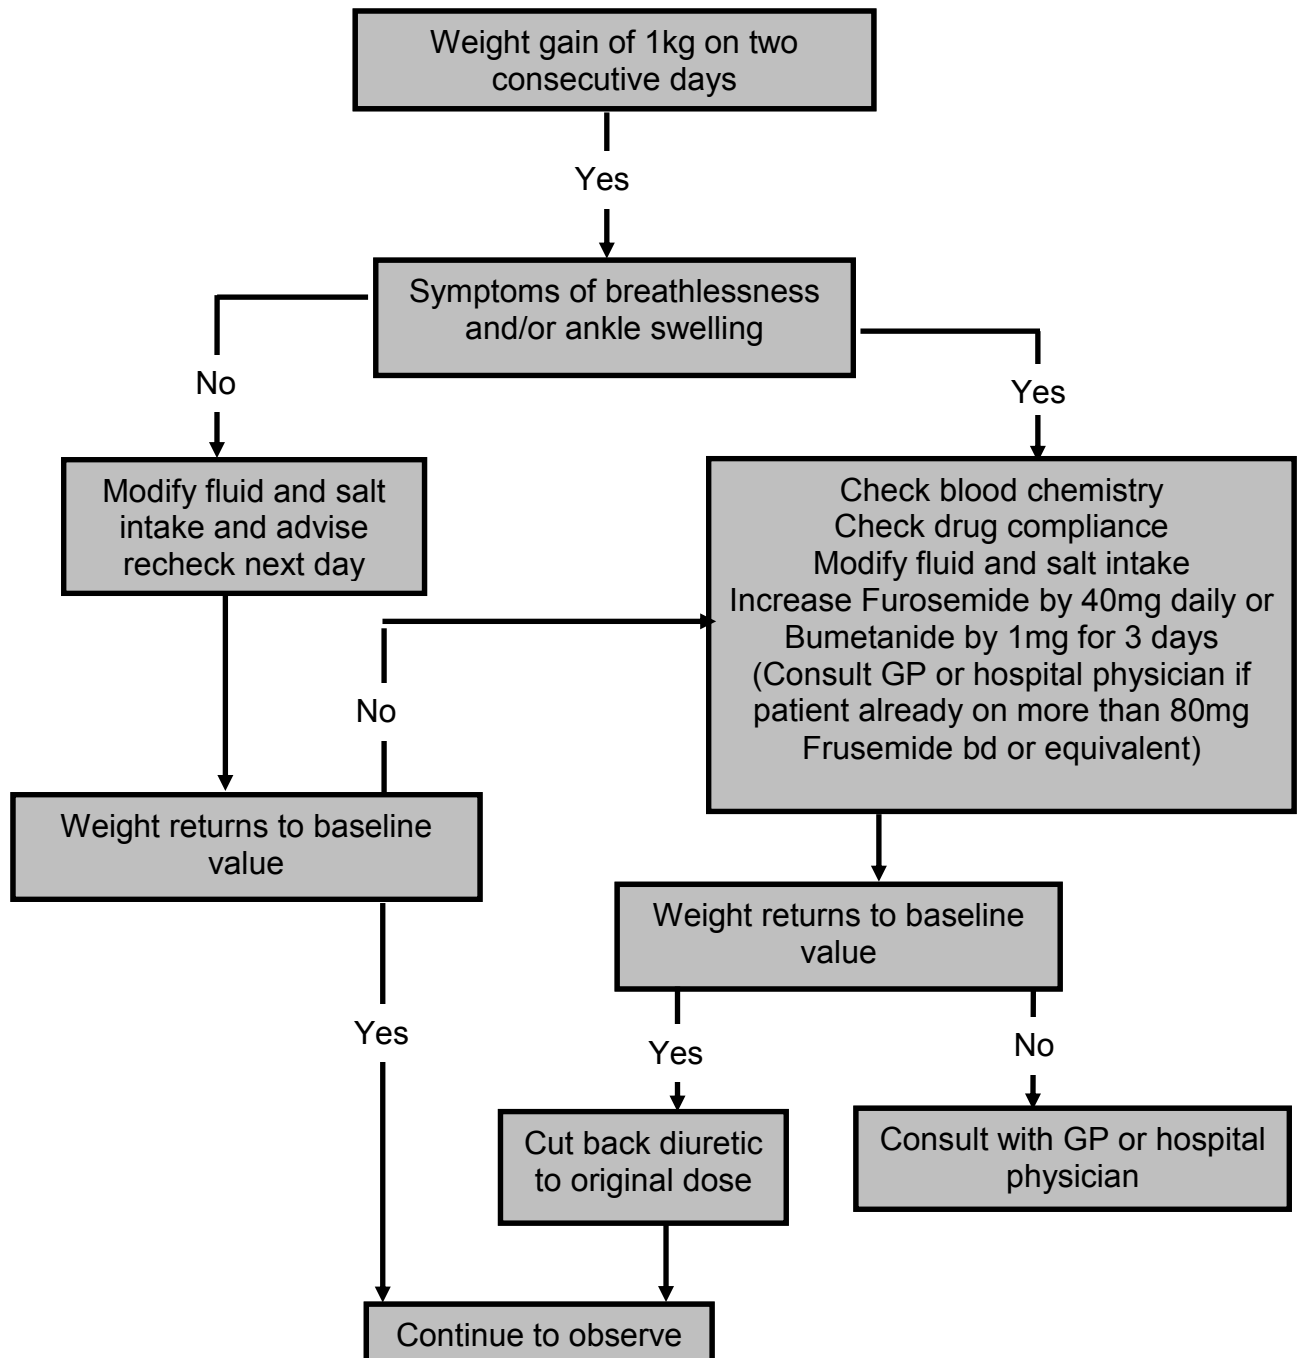 Weight gain of 1kg on two
consecutive days
Yes
Symptoms of breathlessness
and/or ankle swelling
No
Yes
Modify fluid and salt
intake and advise
recheck next day
Check blood chemistry
Check drug compliance
Modify fluid and salt intake
Increase Furosemide by 40mg daily or
Bumetanide by 1mg for 3 days
(Consult GP or hospital physician if
patient already on more than 80mg
Frusemide bd or equivalent)
No
Weight returns to baseline
value
Weight returns to baseline
value
Yes
Yes
No
Cut back diuretic
to original dose
Consult with GP or hospital
physician
Continue to observe